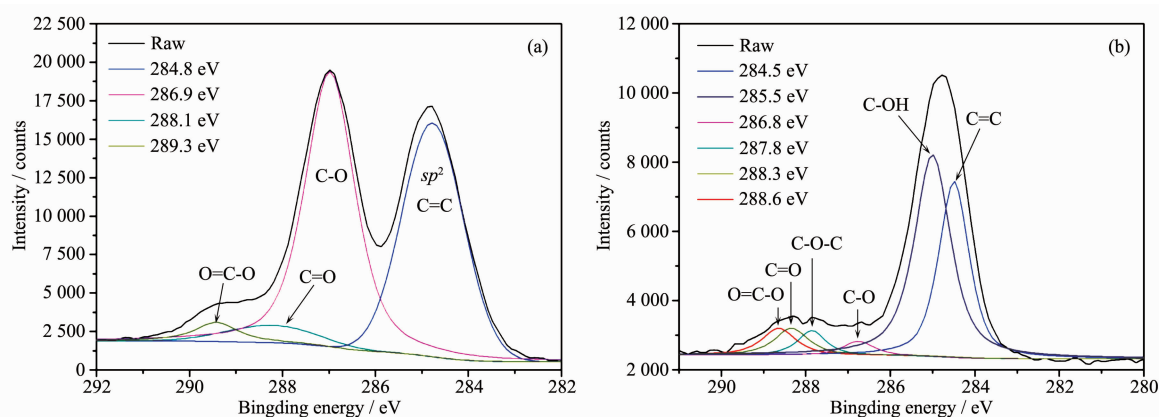 22 500
20 000
17 500
15 000
12 500
10 000
7 500
5 000
2 500
0
Intensity / counts
Raw
284.8 eV
286.9 eV
288.1 eV
289.3 eV
(a)
C-O
sp²
C=C
O=C-O
C=O
292 290 288 286 284 282
Bingding energy / eV
12 000
10 000
8 000
6 000
4 000
2 000
Intensity / counts
Raw
284.5 eV
285.5 eV
286.8 eV
287.8 eV
288.3 eV
288.6 eV
(b)
C-OH
C=C
C-O-C
C=O
O=C-O
C-O
290 288 286 284 282 280
Bingding energy / eV